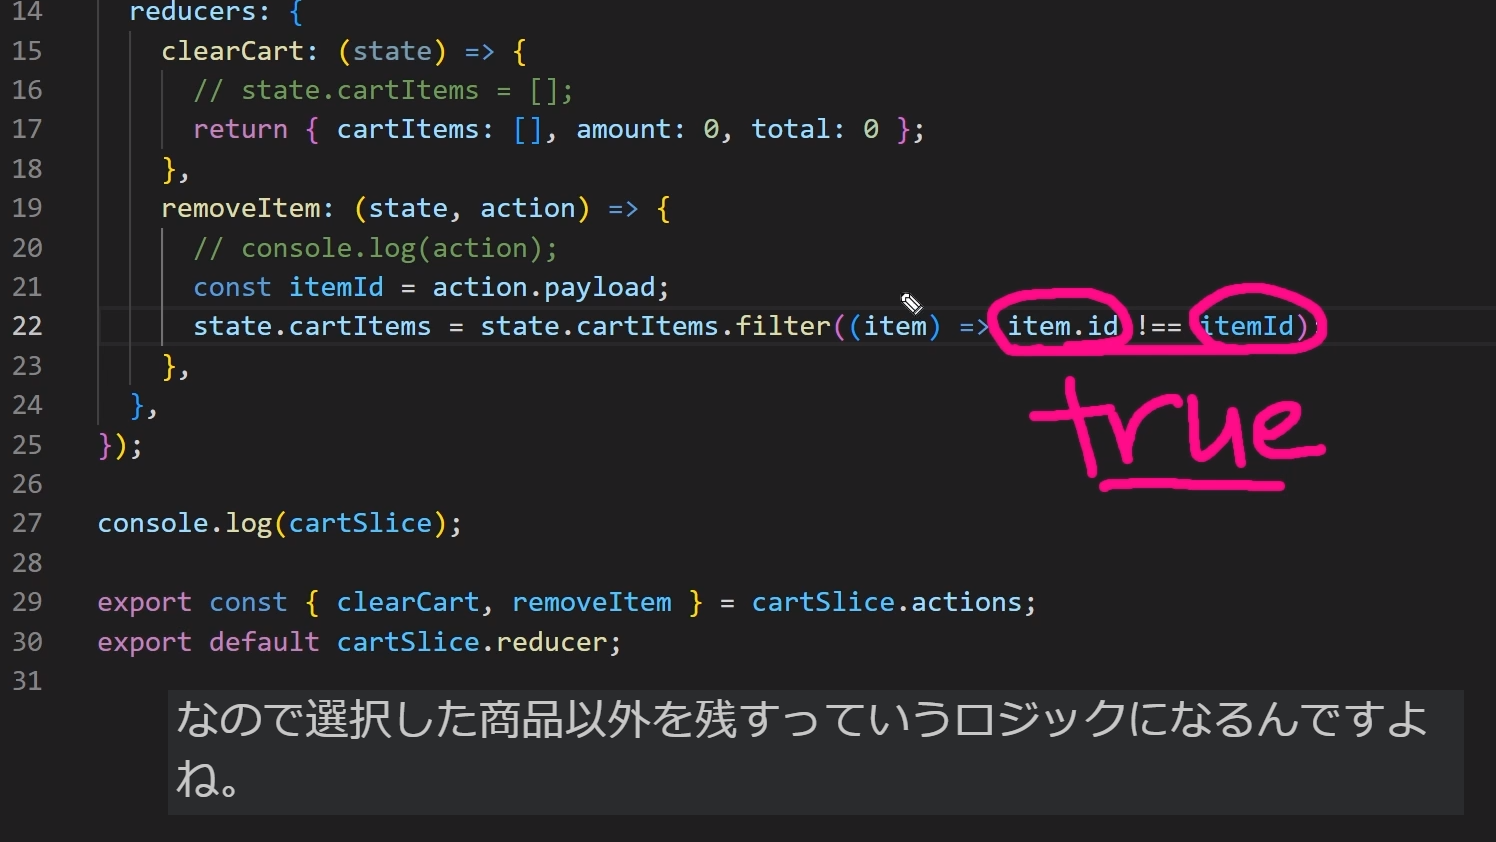 14 reducers: {
15 clearCart: (state) => {
16 // state.cartItems = [];
17 return { cartItems: [], amount: 0, total: 0 };
18 },
19 removeItem: (state, action) => {
20 // console.log(action);
21 const itemId = action.payload;
22 state.cartItems = state.cartItems.filter((item) => item.id !== itemId);
23 },
true
24 },
25 });
26
27 console.log(cartSlice);
28
29 export const { clearCart, removeItem } = cartSlice.actions;
30 export default cartSlice.reducer;
31
なので選択した商品以外を残すっていうロジックになるんですよ
ね。